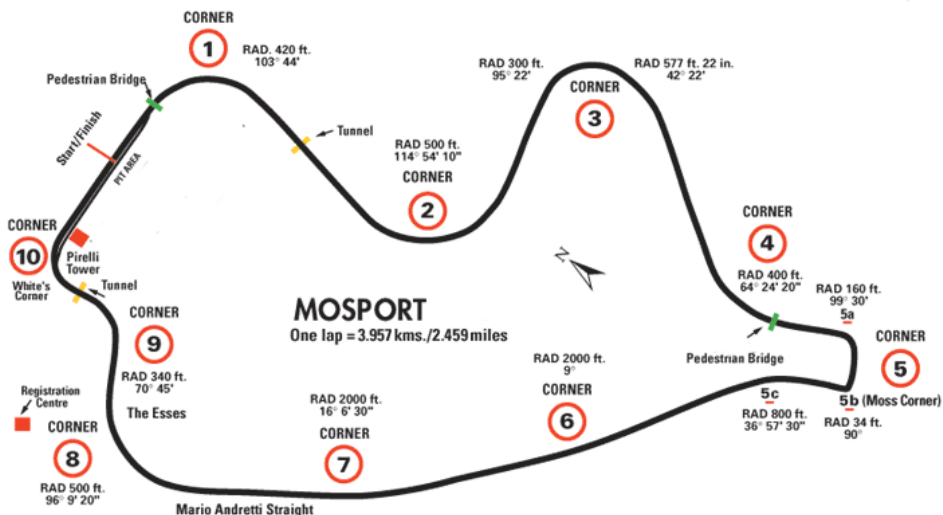 CORNER
1
RAD. 420 ft.
103° 44'
Pedestrian Bridge
Start/Finish
PIT AREA
Tunnel
RAD 500 ft.
114° 54' 10"
CORNER
2
RAD 300 ft.
95° 22'
RAD 577 ft. 22 in.
42° 22'
CORNER
3
CORNER
4
RAD 400 ft.
64° 24' 20"
RAD 160 ft.
99° 30'
5a
CORNER
5
5b (Moss Corner)
RAD 34 ft.
90°
Pedestrian Bridge
5c
RAD 800 ft.
36° 57' 30"
N
MOSPORT
One lap = 3.957 kms./2.459 miles
RAD 2000 ft.
9°
CORNER
6
RAD 2000 ft.
16° 6' 30"
CORNER
7
Mario Andretti Straight
CORNER
8
RAD 500 ft.
96° 9' 20"
Registration
Centre
The Esses
CORNER
9
RAD 340 ft.
70° 45'
Tunnel
CORNER
10
White's
Corner
Pirelli
Tower